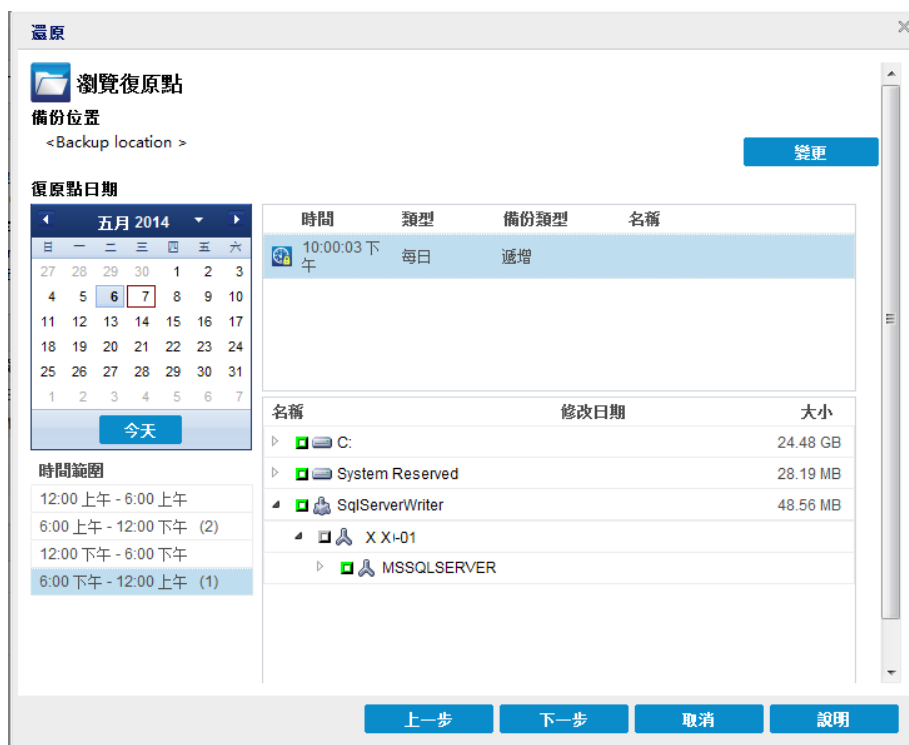 還原
瀏覽復原點
備份位置
<Backup location >
變更
復原點日期
五月 2014
日 一 二 三 四 五 六
27 28 29 30 1 2 3
4 5 6 7 8 9 10
11 12 13 14 15 16 17
18 19 20 21 22 23 24
25 26 27 28 29 30 31
1 2 3 4 5 6 7
今天
時間範圍
12:00 上午 - 6:00 上午
6:00 上午 - 12:00 下午 (2)
12:00 下午 - 6:00 下午
6:00 下午 - 12:00 上午 (1)
時間 類型 備份類型 名稱
10:00:03 下
午 每日 遞增
名稱 修改日期 大小
C: 24.48 GB
System Reserved 28.19 MB
SqlServerWriter 48.56 MB
X X-01
MSSQLSERVER
上一步 下一步 取消 說明